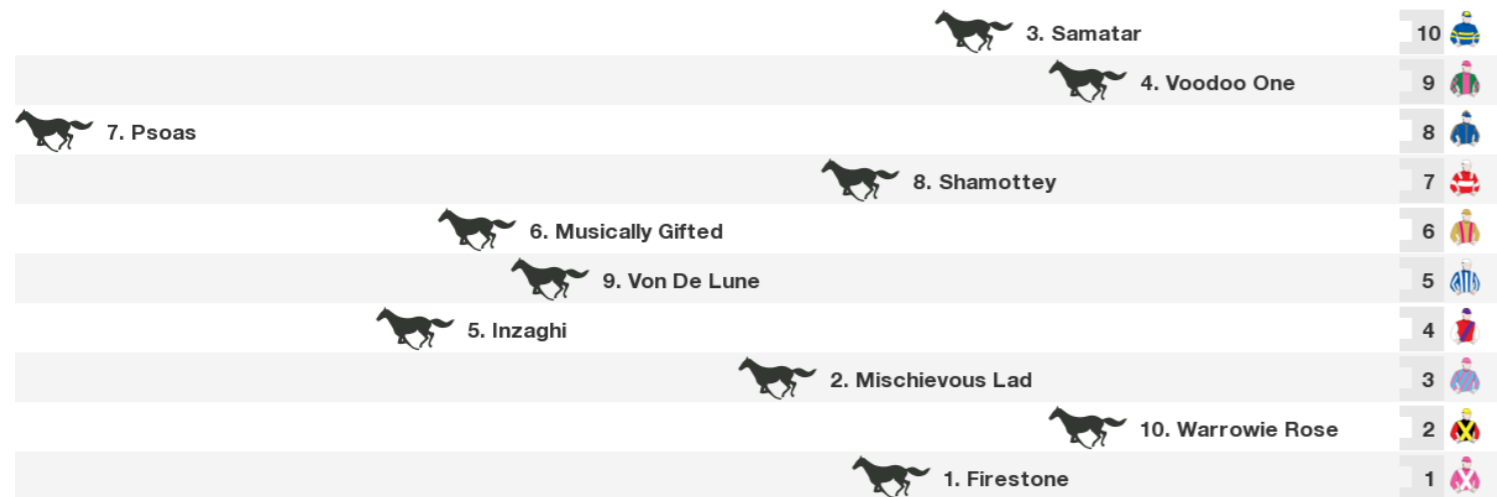 3. Samatar 10
4. Voodoo One 9
7. Psoas 8
8. Shamottey 7
6. Musically Gifted 6
9. Von De Lune 5
5. Inzaghi 4
2. Mischievous Lad 3
10. Warrowie Rose 2
1. Firestone 1